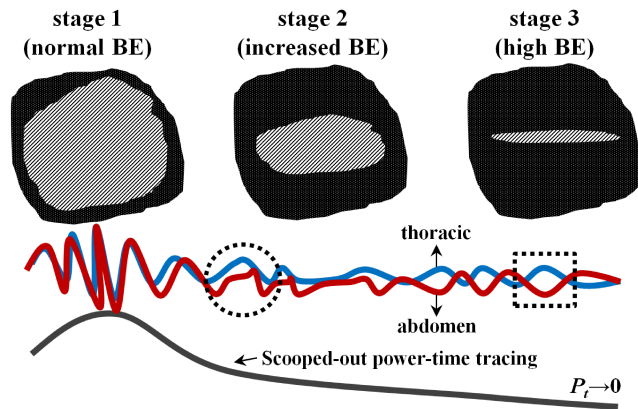 stage 1
(normal BE)
stage 2
(increased BE)
stage 3
(high BE)
thoracic
abdomen
Scooped-out power-time tracing
P_t→0